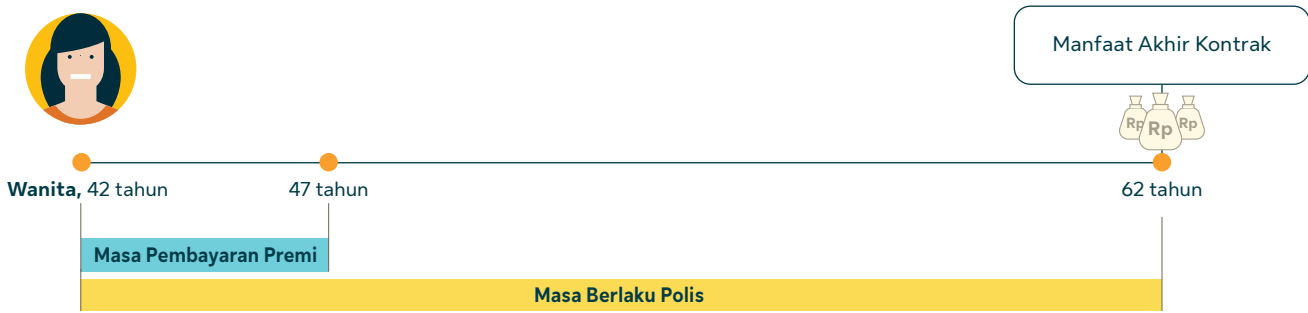 Manfaat Akhir Kontrak
Rp Rp Rp
Wanita, 42 tahun
47 tahun
62 tahun
Masa Pembayaran Premi
Masa Berlaku Polis